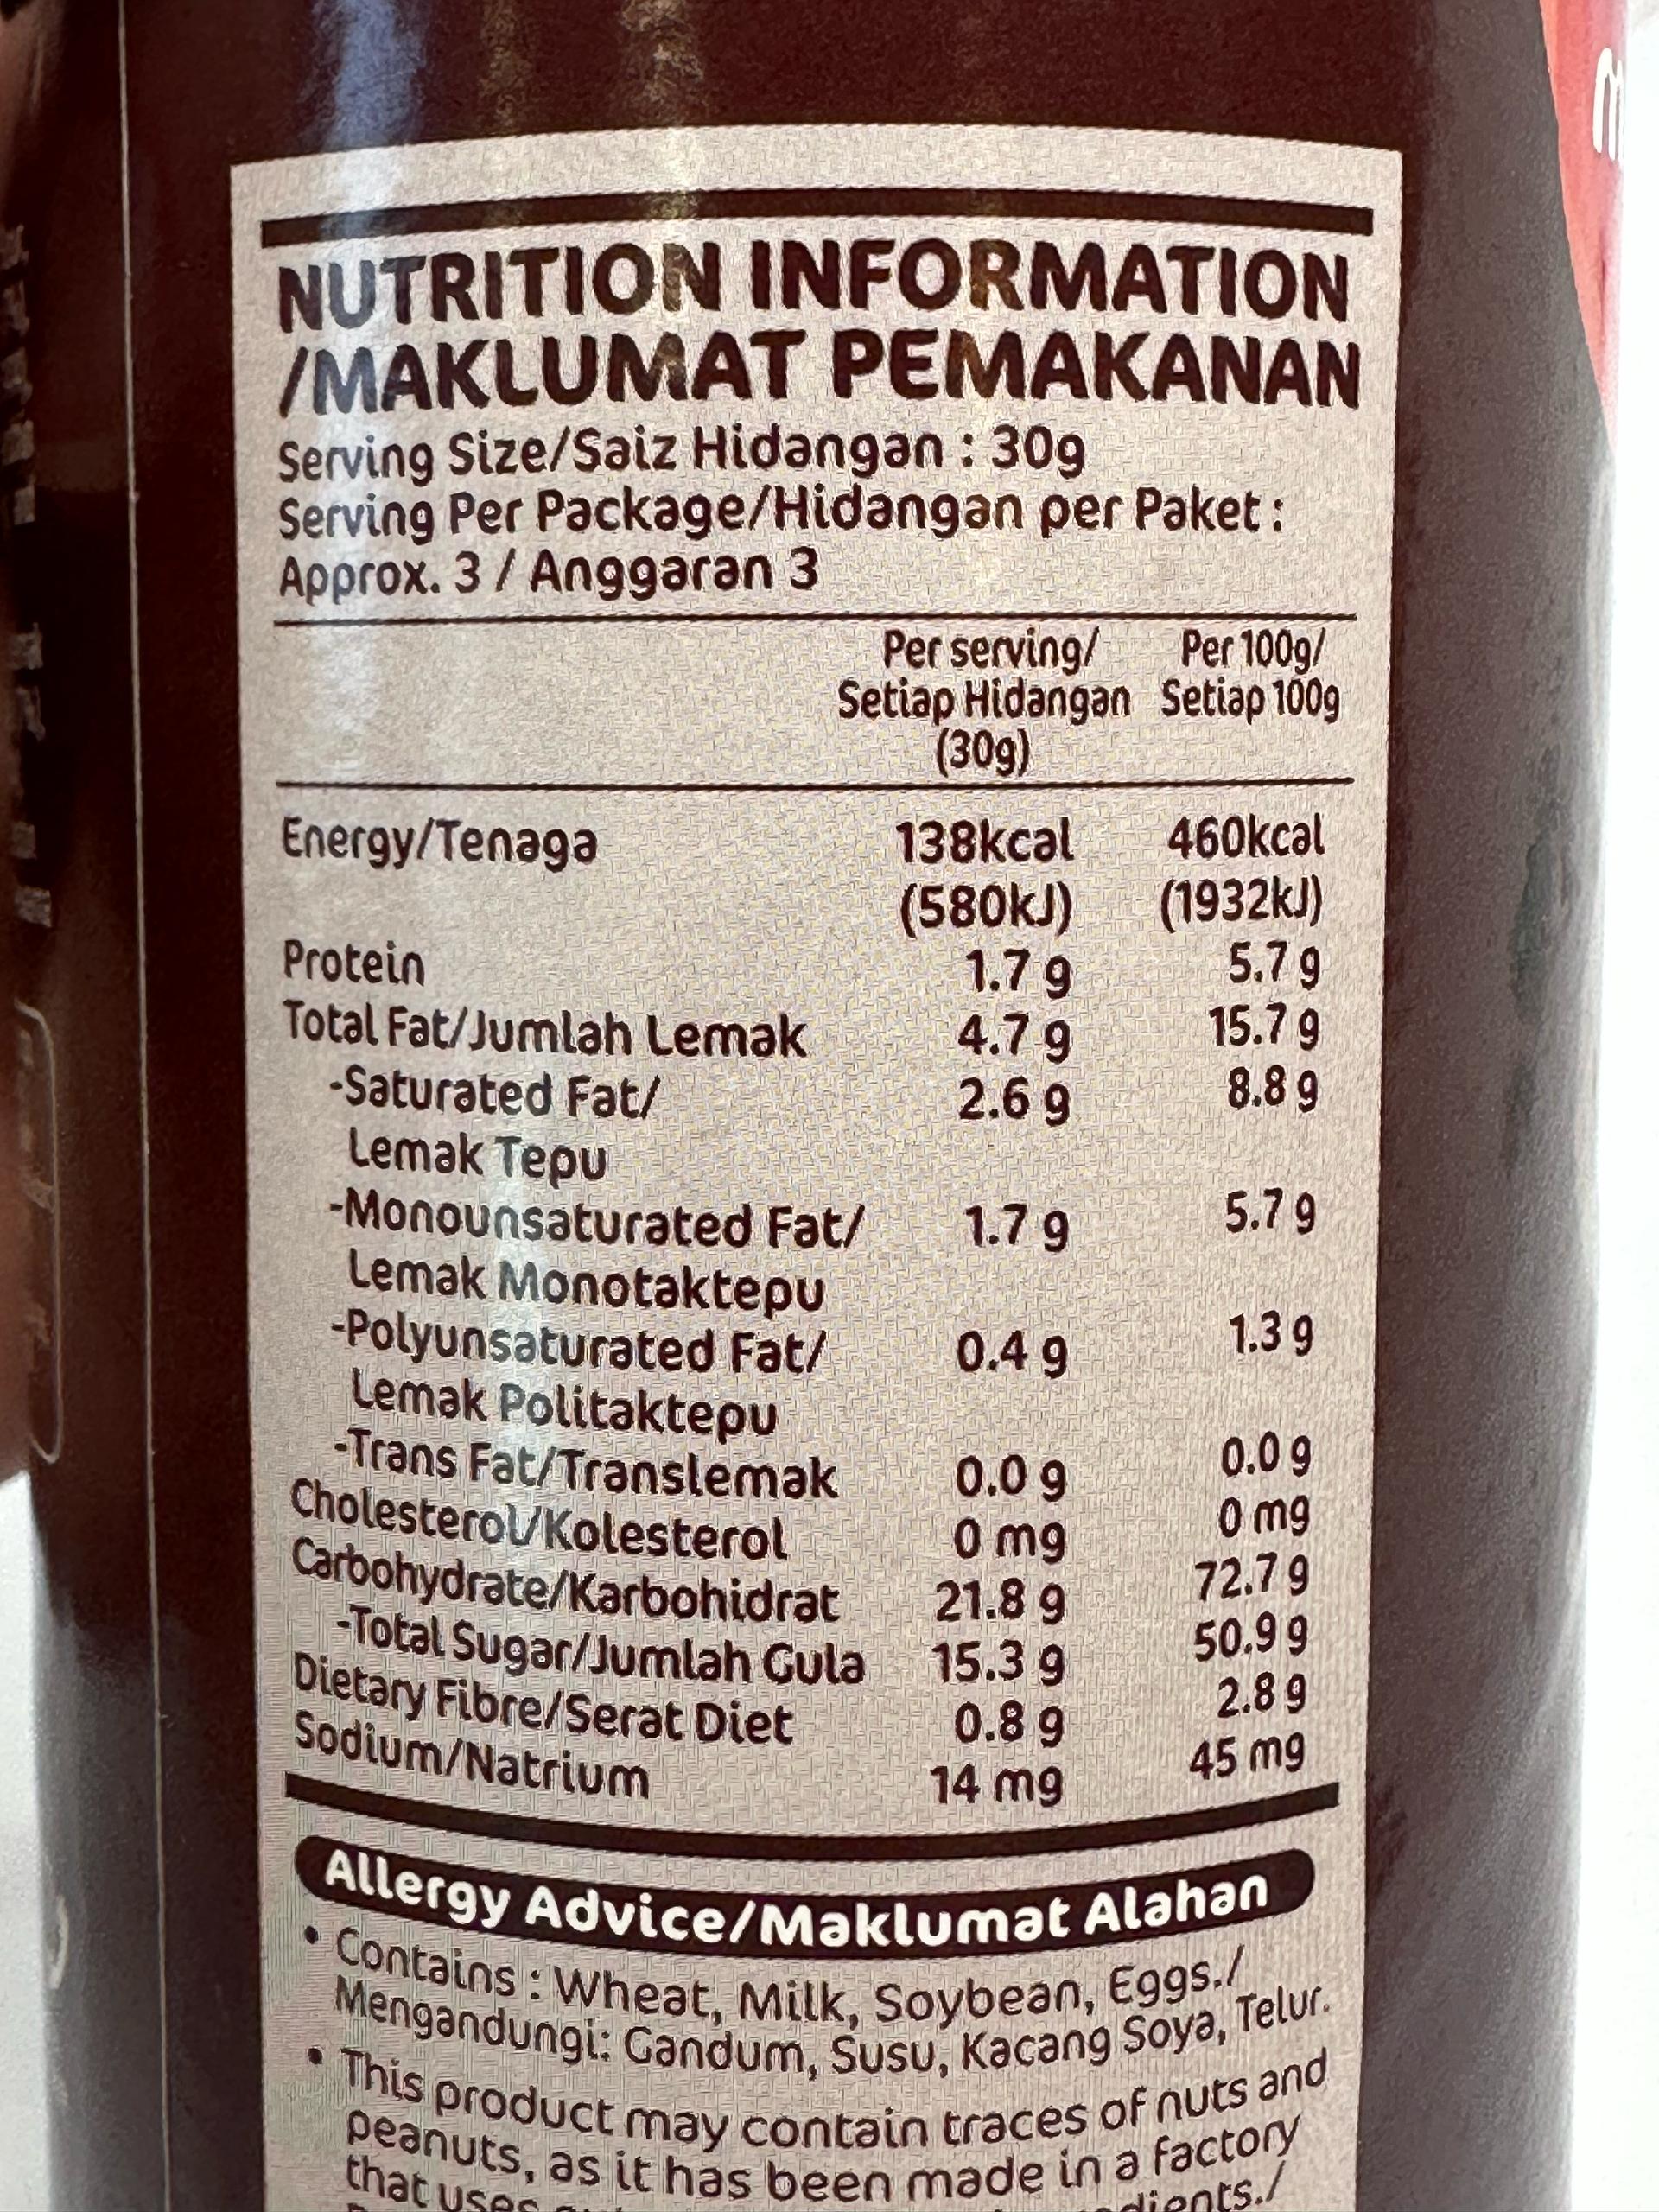 NUTRITION INFORMATION
/MAKLUMAT PEMAKANAN
Serving Size/Saiz Hidangan : 30g
Serving Per Package/Hidangan per Paket :
Approx. 3 / Anggaran 3
Per serving/ Per 100g/
Setiap Hidangan Setiap 100g
(30g)
Energy/Tenaga 138kcal 460kcal
(580kJ) (1932kJ)
Protein 1.7 g 5.7 g
Total Fat/Jumlah Lemak 4.7 g 15.7 g
-Saturated Fat/ 2.6 g 8.8 g
Lemak Tepu
-Monounsaturated Fat/ 1.7 g 5.7 g
Lemak Monotaktepu
-Polyunsaturated Fat/ 0.4 g 1.3 g
Lemak Politaktepu
-Trans Fat/Translemak 0.0 g 0.0 g
Cholesterol/Kolesterol 0 mg 0 mg
Carbohydrate/Karbohidrat 21.8 g 72.7 g
-Total Sugar/Jumlah Gula 15.3 g 50.9 g
Dietary Fibre/Serat Diet 0.8 g 2.8 g
Sodium/Natrium 14 mg 45 mg
Allergy Advice/Maklumat Alahan
• Contains : Wheat, Milk, Soybean, Eggs./
Mengandungi: Gandum, Susu, Kacang Soya, Telur.
• This product may contain traces of nuts and
peanuts, as it has been made in a factory
that uses